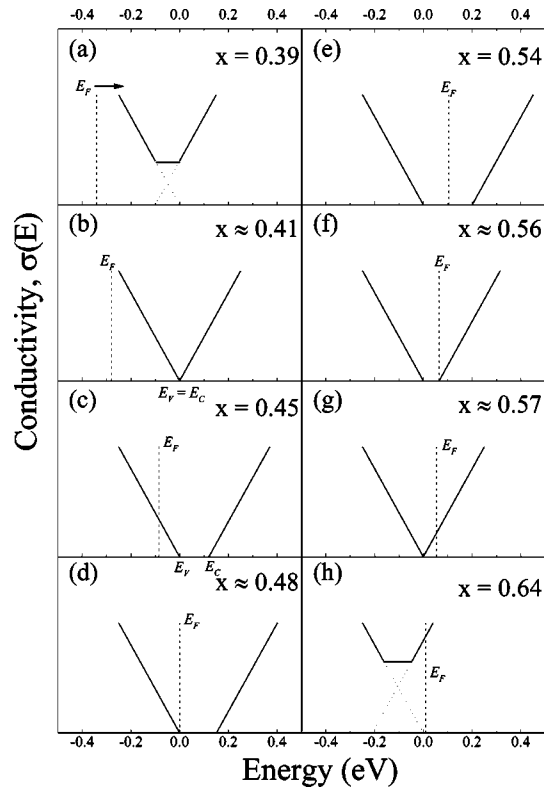 -0.4 -0.2 0.0 0.2 0.4 -0.4 -0.2 0.0 0.2 0.4
(a) x = 0.39
E_F
(e) x = 0.54
E_F
(b) x ≈ 0.41
E_F
E_V = E_C
(f) x ≈ 0.56
E_F
(c) x = 0.45
E_F
E_V E_C
(g) x ≈ 0.57
E_F
(d) x ≈ 0.48
E_F
(h) x = 0.64
E_F
-0.4 -0.2 0.0 0.2 0.4 -0.4 -0.2 0.0 0.2 0.4
Conductivity, σ(E)
Energy (eV)